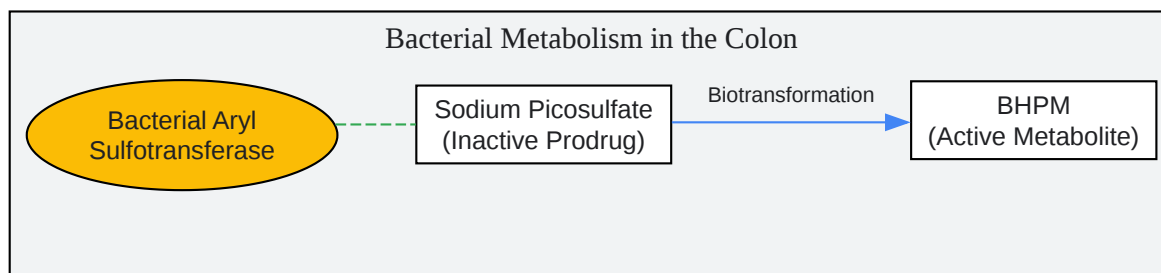 Bacterial Metabolism in the Colon
Bacterial Aryl
Sulfotransferase
Sodium Picosulfate
(Inactive Prodrug)
Biotransformation
BHPM
(Active Metabolite)